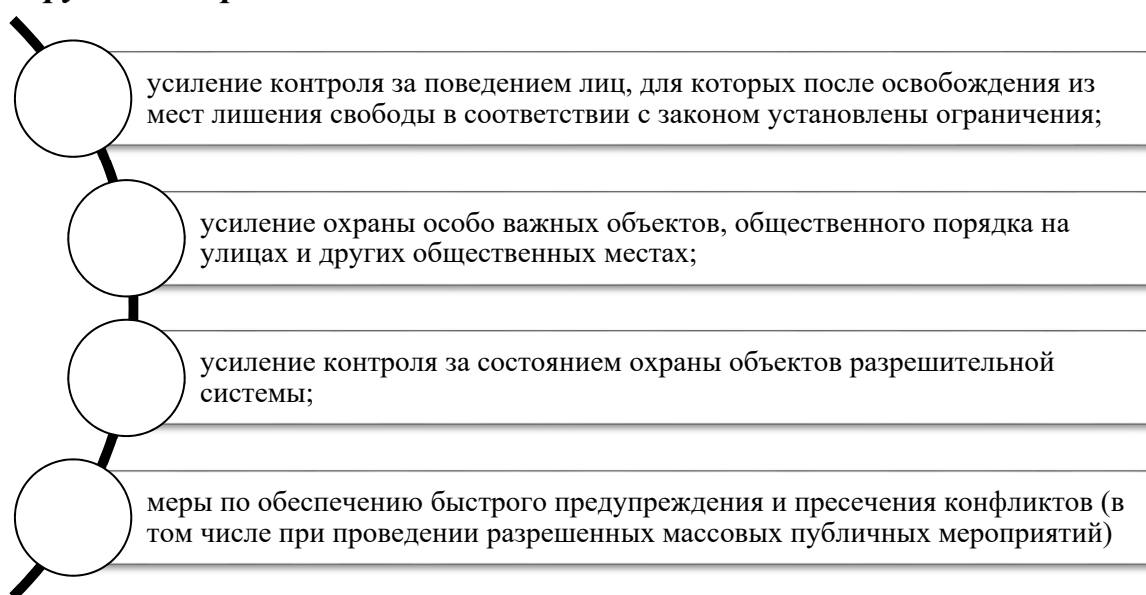 усиление контроля за поведением лиц, для которых после освобождения из
мест лишения свободы в соответствии с законом установлены ограничения;
усиление охраны особо важных объектов, общественного порядка на
улицах и других общественных местах;
усиление контроля за состоянием охраны объектов разрешительной
системы;
меры по обеспечению быстрого предупреждения и пресечения конфликтов (в
том числе при проведении разрешенных массовых публичных мероприятий)